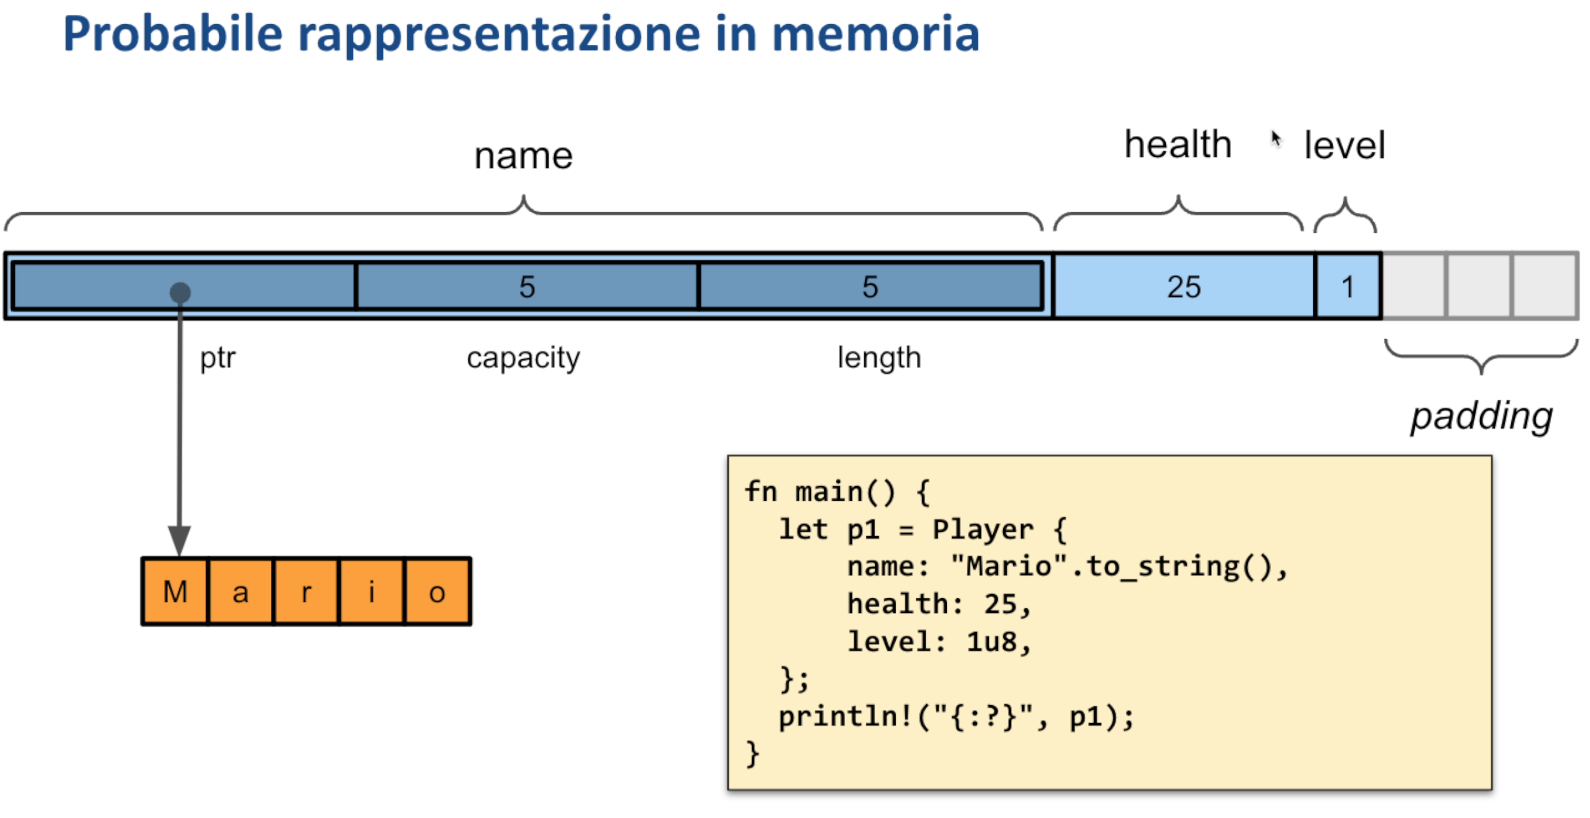 Probabile rappresentazione in memoria
name
health
level
5
5
25
1
ptr
capacity
length
padding
M a r i o
fn main() {
  let p1 = Player {
      name: "Mario".to_string(),
      health: 25,
      level: 1u8,
  };
  println!("{:?}", p1);
}